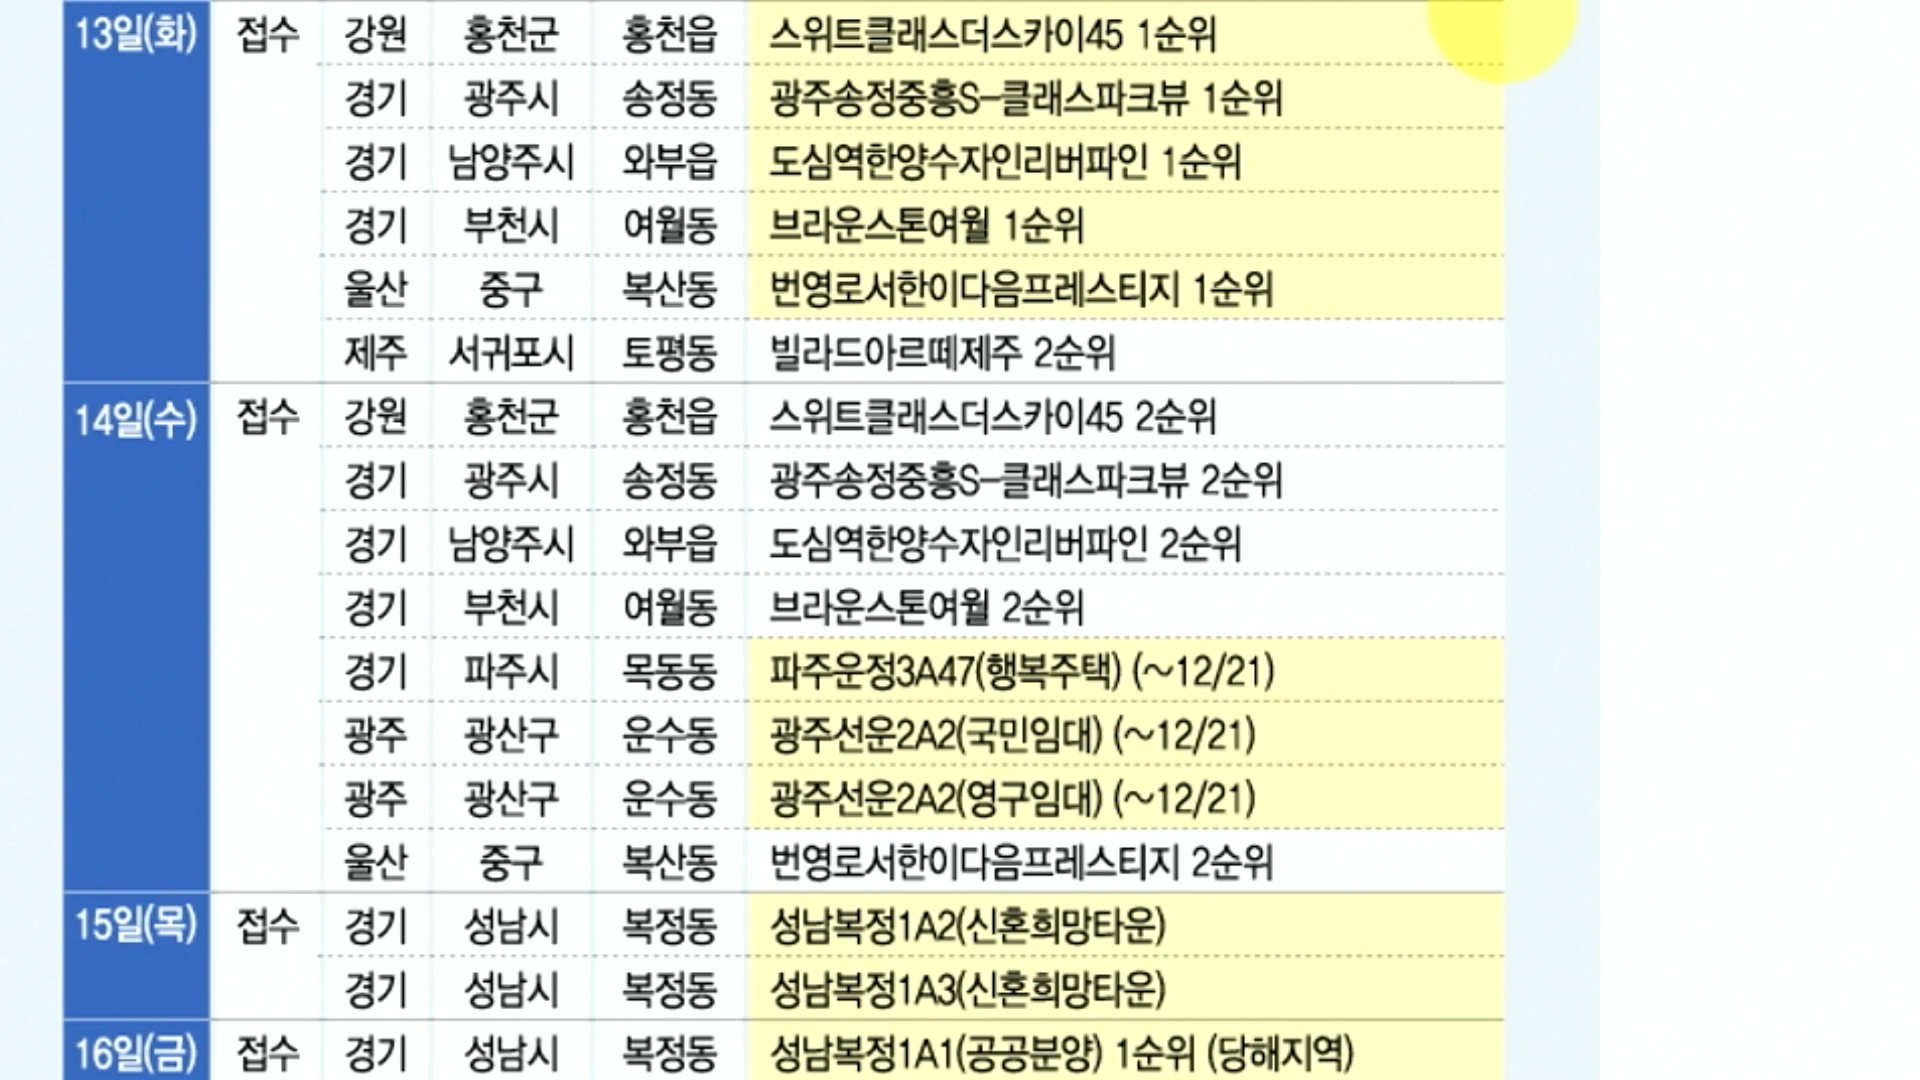 13일(화) 접수 강원 홍천군 홍천읍 스위트클래스더스카이45 1순위
경기 광주시 송정동 광주송정중흥S-클래스파크뷰 1순위
경기 남양주시 와부읍 도심역한양수자인리버파인 1순위
경기 부천시 여월동 브라운스톤여월 1순위
울산 중구 복산동 번영로서한이다음프레스티지 1순위
제주 서귀포시 토평동 빌라드아르떼제주 2순위
14일(수) 접수 강원 홍천군 홍천읍 스위트클래스더스카이45 2순위
경기 광주시 송정동 광주송정중흥S-클래스파크뷰 2순위
경기 남양주시 와부읍 도심역한양수자인리버파인 2순위
경기 부천시 여월동 브라운스톤여월 2순위
경기 파주시 목동동 파주운정3A47(행복주택) (~12/21)
광주 광산구 운수동 광주선운2A2(국민임대) (~12/21)
광주 광산구 운수동 광주선운2A2(영구임대) (~12/21)
울산 중구 복산동 번영로서한이다음프레스티지 2순위
15일(목) 접수 경기 성남시 복정동 성남복정1A2(신혼희망타운)
경기 성남시 복정동 성남복정1A3(신혼희망타운)
16일(금) 접수 경기 성남시 복정동 성남복정1A1(공공분양) 1순위 (당해지역)